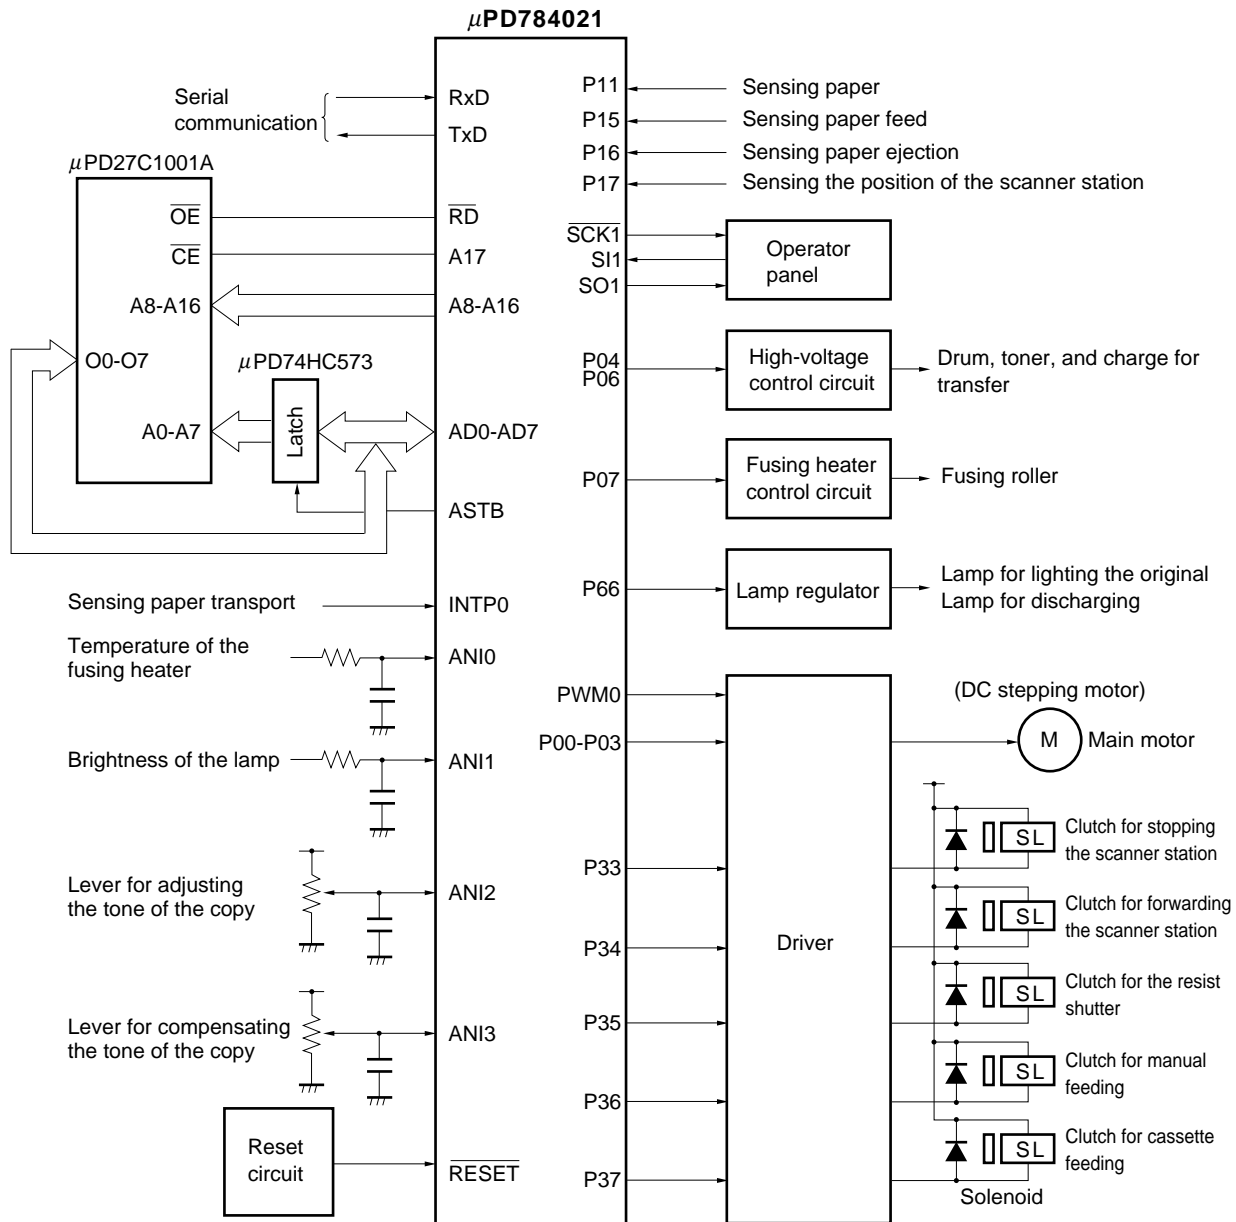 μPD784021
Serial
communication
RxD
TxD
μPD27C1001A
OE
CE
A8-A16
O0-O7
A0-A7
μPD74HC573
Latch
RD
A17
A8-A16
AD0-AD7
ASTB
Sensing paper transport
INTP0
Temperature of the
fusing heater
ANI0
Brightness of the lamp
ANI1
Lever for adjusting
the tone of the copy
ANI2
Lever for compensating
the tone of the copy
ANI3
Reset
circuit
RESET
P11
Sensing paper
P15
Sensing paper feed
P16
Sensing paper ejection
P17
Sensing the position of the scanner station
SCK1
SI1
SO1
Operator
panel
P04
P06
High-voltage
control circuit
Drum, toner, and charge for
transfer
P07
Fusing heater
control circuit
Fusing roller
P66
Lamp regulator
Lamp for lighting the original
Lamp for discharging
PWM0
P00-P03
P33
P34
P35
P36
P37
Driver
(DC stepping motor)
M
Main motor
SL
Clutch for stopping
the scanner station
SL
Clutch for forwarding
the scanner station
SL
Clutch for the resist
shutter
SL
Clutch for manual
feeding
SL
Clutch for cassette
feeding
Solenoid